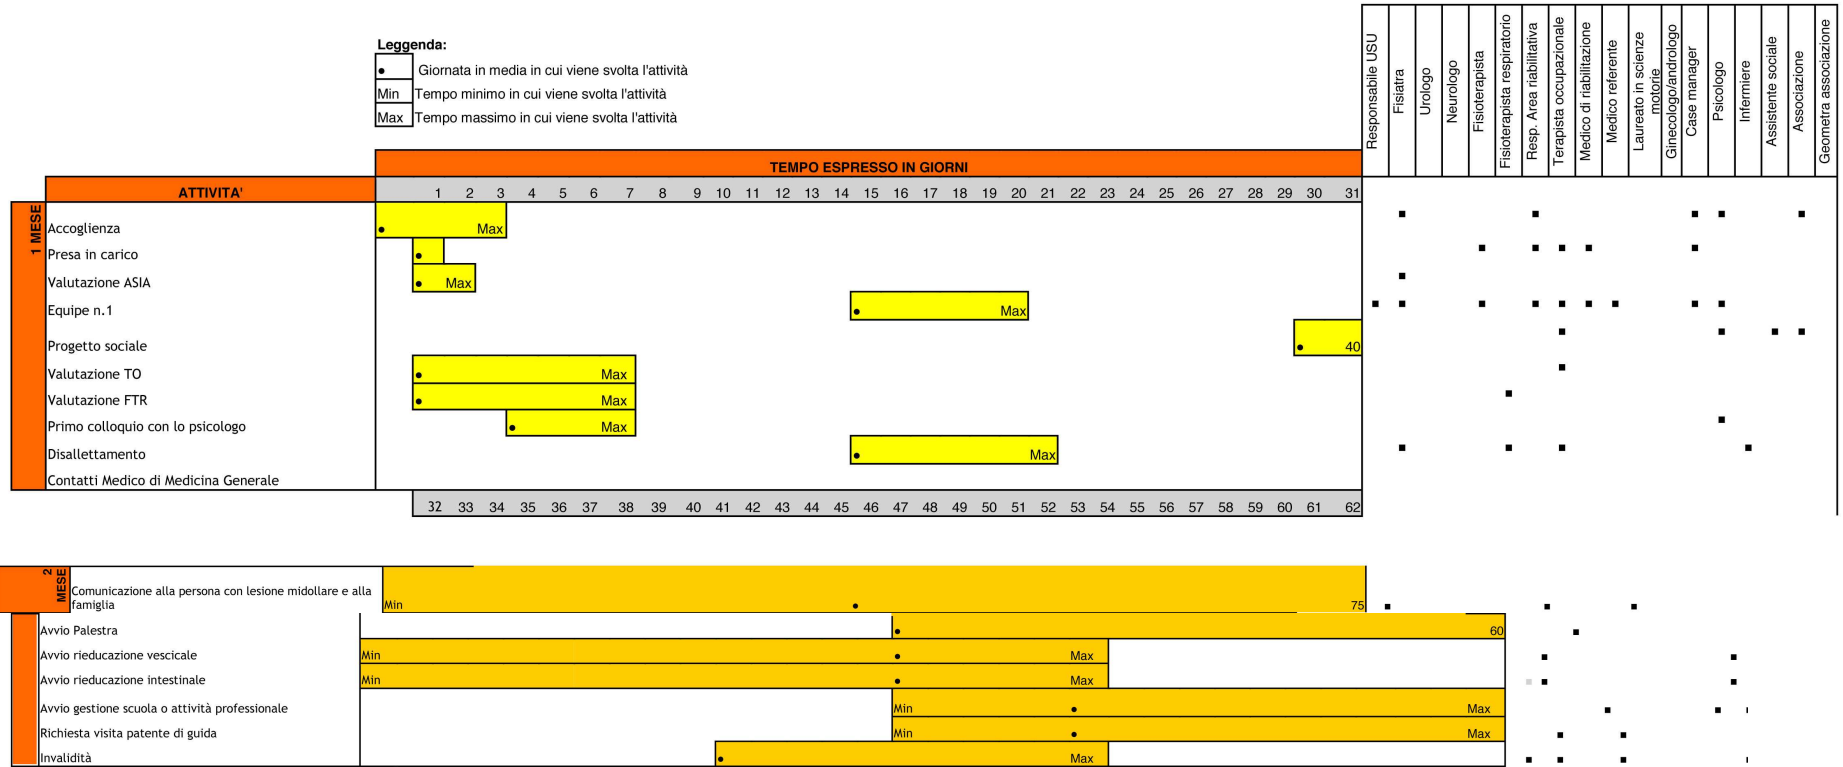 Leggenda:
• Giornata in media in cui viene svolta l'attività
Min Tempo minimo in cui viene svolta l'attività
Max Tempo massimo in cui viene svolta l'attività
Responsabile USU
Fisiatra
Urologo
Neurologo
Fisioterapista
Fisioterapista respiratorio
Resp. Area riabilitativa
Terapista occupazionale
Medico di riabilitazione
Medico referente
Laureato in scienze
motorie
Ginecologo/andrologo
Case manager
Psicologo
Infermiere
Assistente sociale
Associazione
Geometra associazione
TEMPO ESPRESSO IN GIORNI
ATTIVITA' 1 2 3 4 5 6 7 9 10 11 12 13 14 15 16 17 18 19 20 21 22 23 24 25 26 27 28 29 30 31
1 MESE
Accoglienza Max
Presa in carico
Valutazione ASIA Max
Equipe n.1 Max
Progetto sociale 40
Valutazione TO Max
Valutazione FTR Max
Primo colloquio con lo psicologo Max
Disallettamento Max
Contatti Medico di Medicina Generale
32 33 34 35 36 37 38 39 40 41 42 43 44 45 46 47 48 49 50 51 52 53 54 55 56 57 58 59 60 61 62
2
MESE
Comunicazione alla persona con lesione midollare e alla
famiglia Min 75
Avvio Palestra 60
Avvio rieducazione vescicale Min Max
Avvio rieducazione intestinale Min Max
Avvio gestione scuola o attività professionale Min Max
Richiesta visita patente di guida Min Max
Invalidità Max